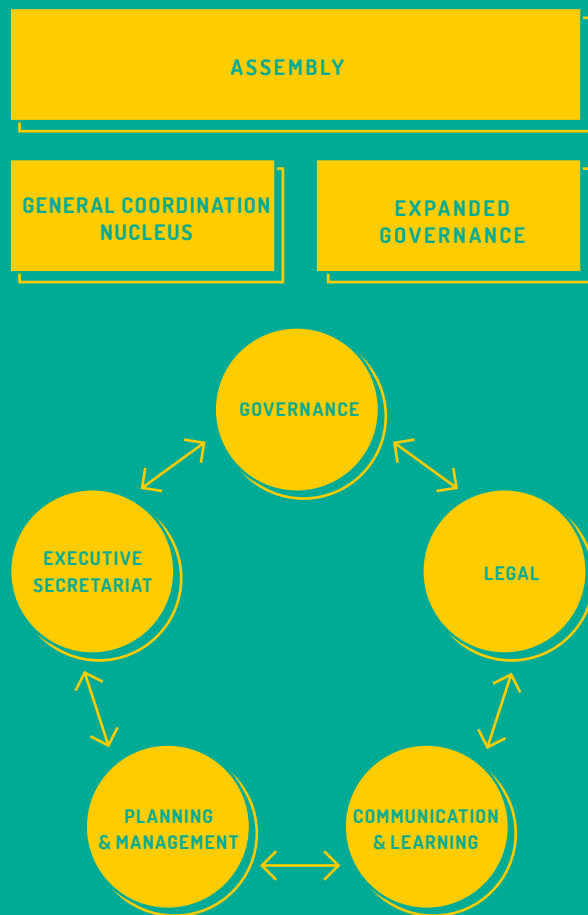 ASSEMBLY
GENERAL COORDINATION
NUCLEUS
EXPANDED
GOVERNANCE
GOVERNANCE
EXECUTIVE
SECRETARIAT
LEGAL
PLANNING
& MANAGEMENT
COMMUNICATION
& LEARNING